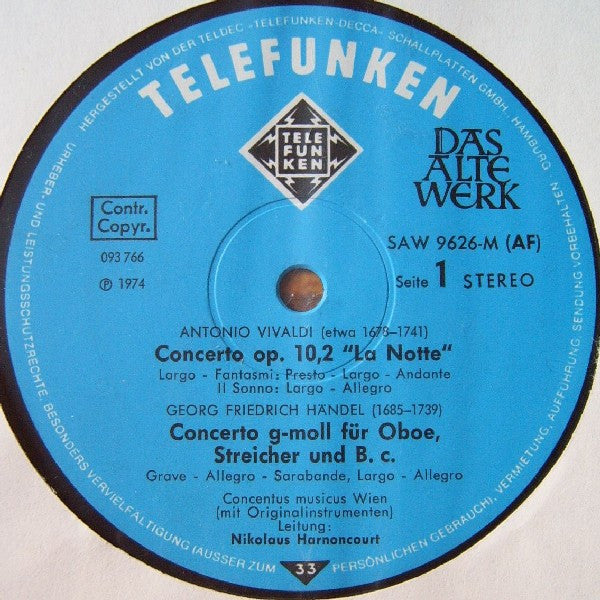 HERGESTELLT VON DER TELDEC »TELEFUNKEN-DECCA« SCHALLPLATTEN GMBH., HAMBURG
TELEFUNKEN
TELE
FUN
KEN
DAS
ALTE
WERK
Contr.
Copyr.
093 766
℗ 1974
SAW 9626-M (AF)
Seite 1 STEREO
ANTONIO VIVALDI (etwa 1678-1741)
Concerto op. 10,2 "La Notte"
Largo - Fantasmi: Presto - Largo - Andante
Il Sonno: Largo - Allegro
GEORG FRIEDRICH HÄNDEL (1685-1739)
Concerto g-moll für Oboe,
Streicher und B. c.
Grave - Allegro - Sarabande, Largo - Allegro
Concentus musicus Wien
(mit Originalinstrumenten)
Leitung:
Nikolaus Harnoncourt
33
URHEBER- UND LEISTUNGSSCHUTZRECHTE, BESONDERS VERVIELFÄLTIGUNG (AUSSER ZUM PERSÖNLICHEN GEBRAUCH), VERMIETUNG, AUFFÜHRUNG, SENDUNG VORBEHALTEN